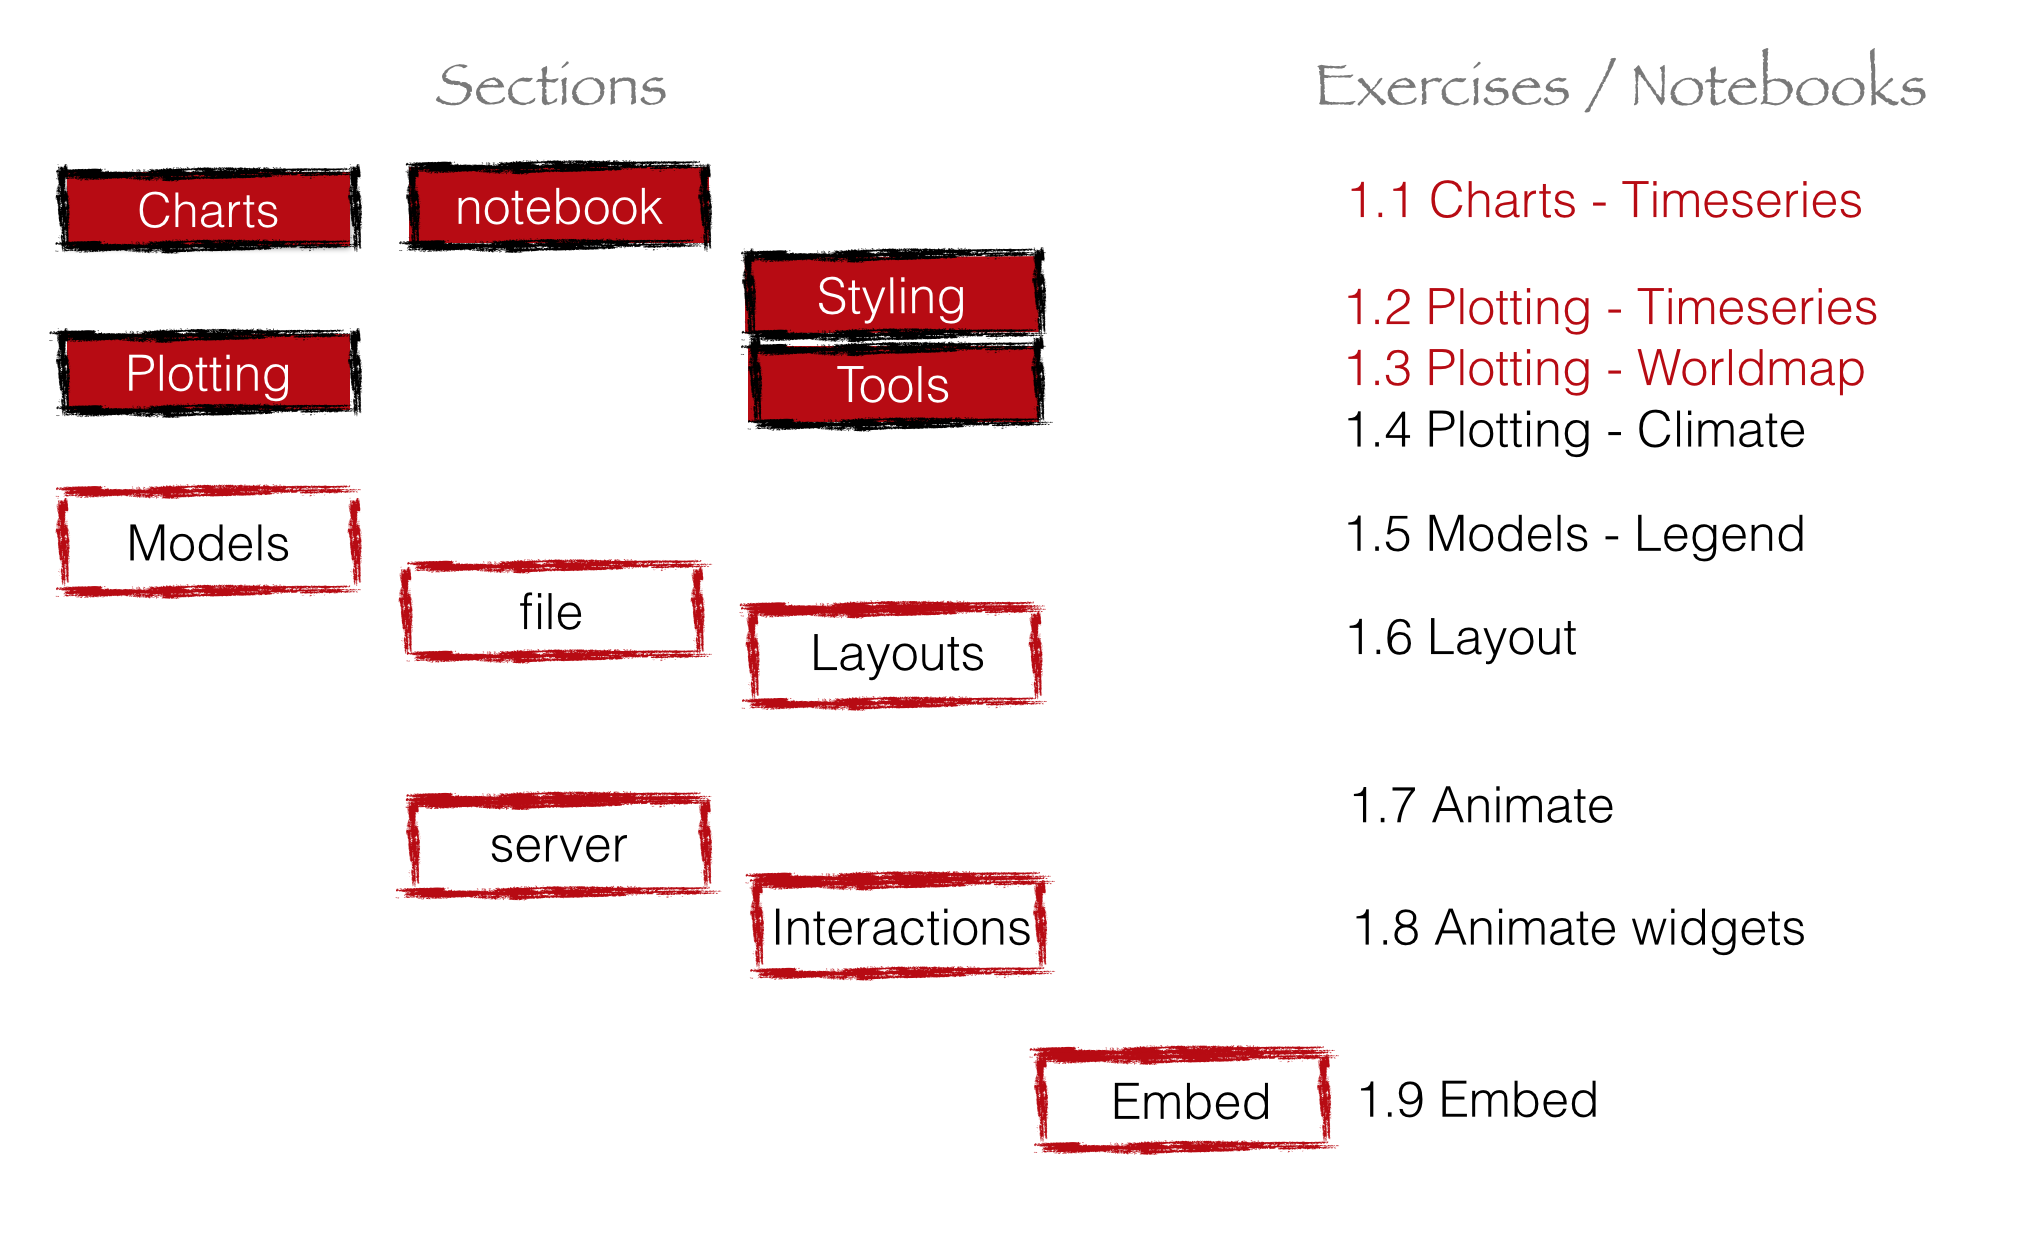 Sections
Exercises / Notebooks
Charts
notebook
1.1 Charts - Timeseries
Styling
1.2 Plotting - Timeseries
Plotting
Tools
1.3 Plotting - Worldmap
1.4 Plotting - Climate
Models
1.5 Models - Legend
file
Layouts
1.6 Layout
server
1.7 Animate
Interactions
1.8 Animate widgets
Embed
1.9 Embed